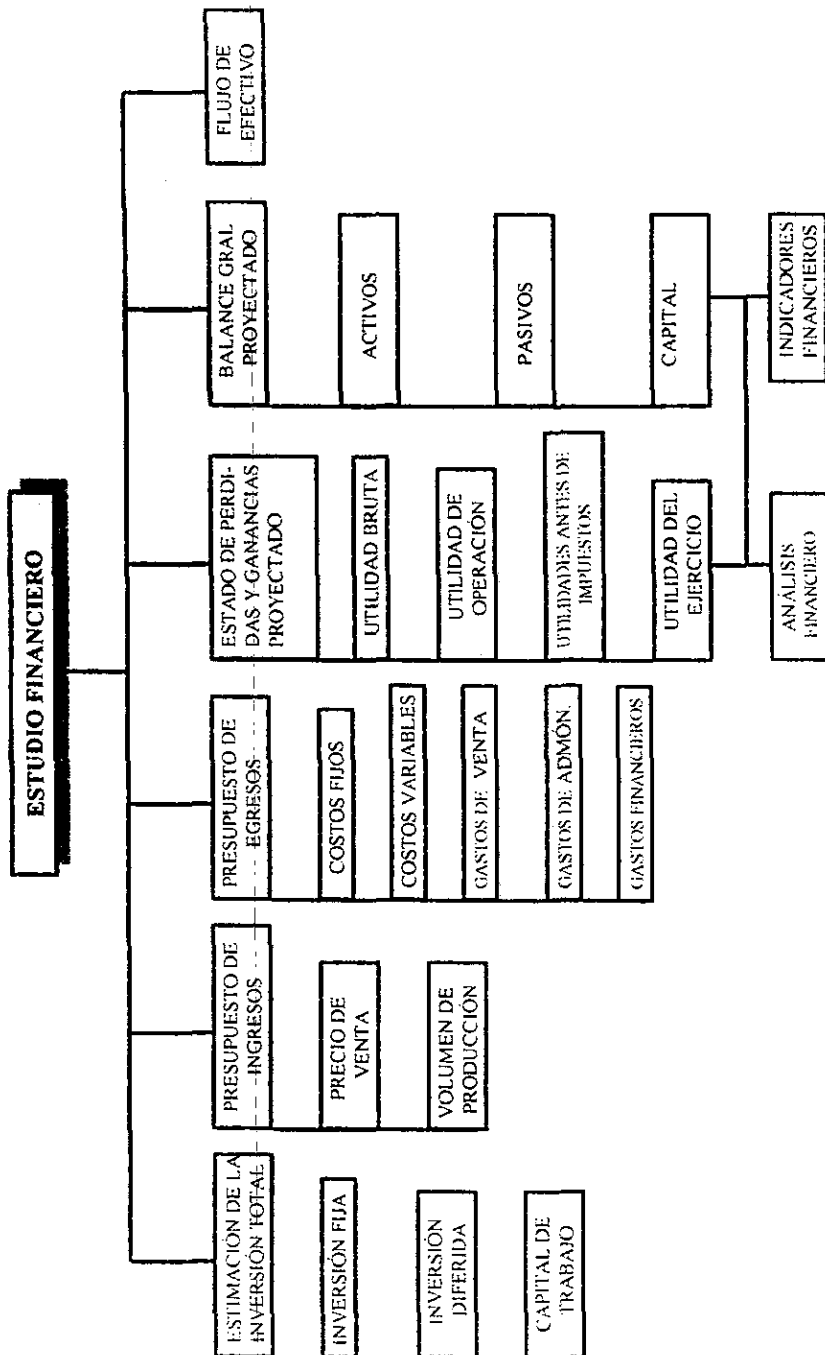 ESTUDIO FINANCIERO
ESTIMACIÓN DE LA
INVERSIÓN TOTAL
INVERSIÓN FIJA
INVERSIÓN
DIFERIDA
CAPITAL DE
TRABAJO
PRESUPUESTO DE
INGRESOS
PRECIO DE
VENTA
VOLUMEN DE
PRODUCCIÓN
PRESUPUESTO DE
EGRESOS
COSTOS FIJOS
COSTOS VARIABLES
GASTOS DE VENTA
GASTOS DE ADMÓN.
GASTOS FINANCIEROS
ESTADO DE PERDI-
DAS Y GANANCIAS
PROYECTADO
UTILIDAD BRUTA
UTILIDAD DE
OPERACIÓN
UTILIDADES ANTES DE
IMPUESTOS
UTILIDAD DEL
EJERCICIO
BALANCE GRAL
PROYECTADO
ACTIVOS
PASIVOS
CAPITAL
FLUJO DE
EFECTIVO
ANÁLISIS
FINANCIERO
INDICADORES
FINANCIEROS